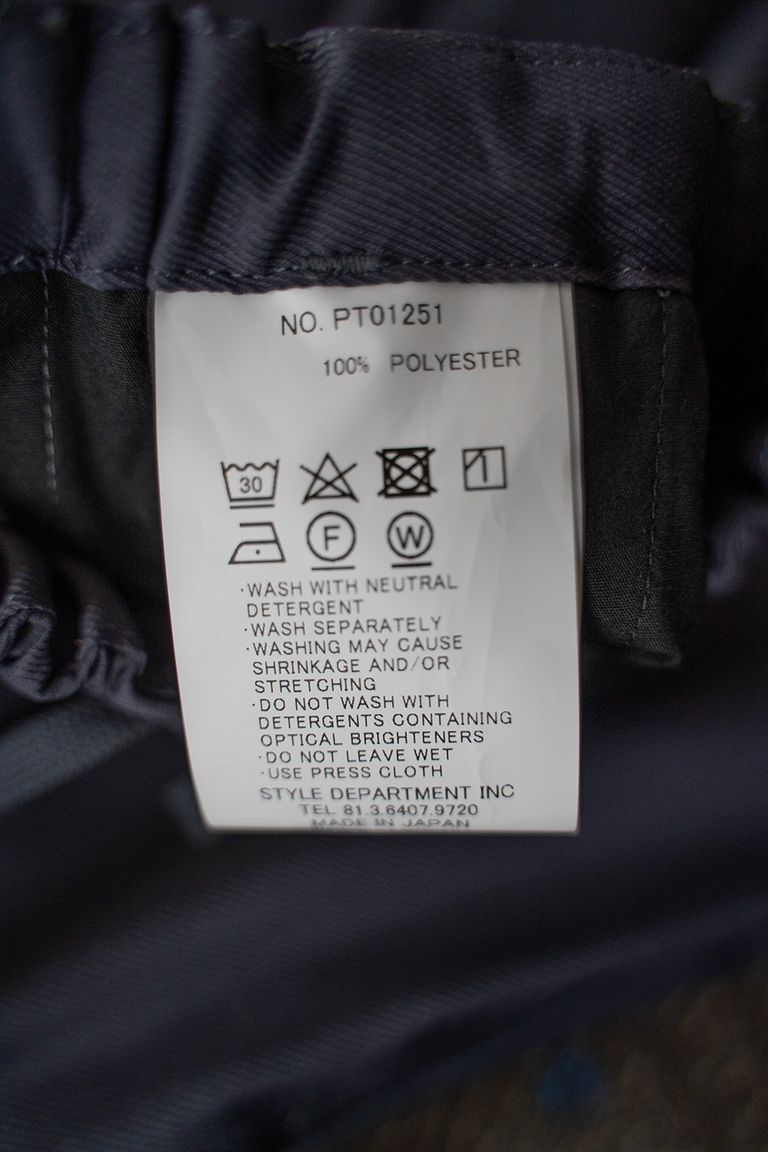 NO. PT01251
100% POLYESTER
30
F W
·WASH WITH NEUTRAL
DETERGENT
·WASH SEPARATELY
·WASHING MAY CAUSE
SHRINKAGE AND/OR
STRETCHING
·DO NOT WASH WITH
DETERGENTS CONTAINING
OPTICAL BRIGHTENERS
·DO NOT LEAVE WET
·USE PRESS CLOTH
STYLE DEPARTMENT INC
TEL 81.3.6407.9720
MADE IN JAPAN